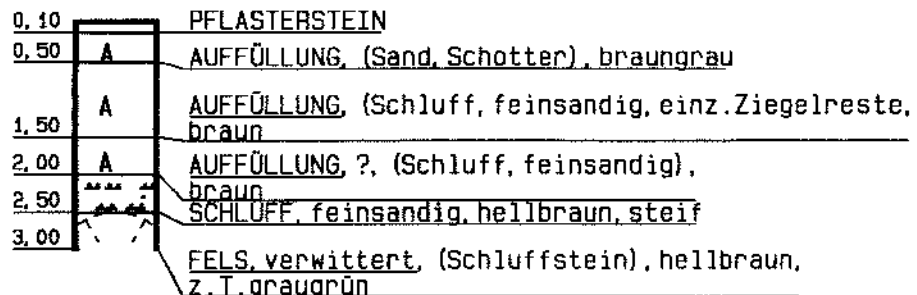 0,10 PFLASTERSTEIN
0,50 A AUFFÜLLUNG, (Sand, Schotter), braungrau
A AUFFÜLLUNG, (Schluff, feinsandig, einz.Ziegelreste,
1,50 braun
2,00 A AUFFÜLLUNG, ?, (Schluff, feinsandig),
braun
2,50 SCHLUFF, feinsandig, hellbraun, steif
3,00
FELS, verwittert, (Schluffstein), hellbraun,
z.T.graugrün